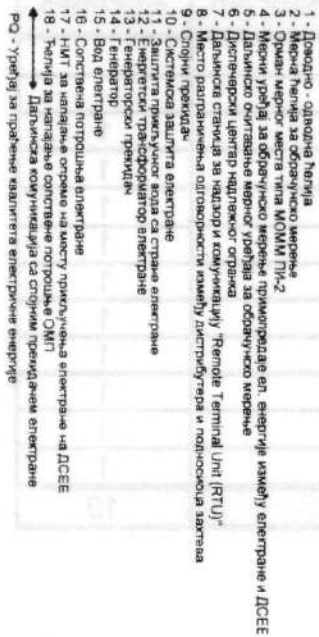 1 - Доводно - одводна ћелија
2 - Мерна ћелија за обрачунско мерење
3 - Орман мерног места типа МОММ ПИ-2
4 - Мерни уређај за обрачунско мерење примопредаје ел. енергије између електране и ДСЕЕ
5 - Даљинско очитавање мерног уређаја за обрачунско мерење
6 - Диспечерски центар надлежног огранка
7 - Даљинска станица за надзор и комуникацију "Remote Terminal Unit (RTU)"
8 - Место разграничења одговорности између дистрибутера и подносиоца захтева
9 - Спојни прекидач
10 - Системска заштита електране
11 - Заштита прикључног вода са стране електране
12 - Енергетски трансформатор електране
13 - Генераторски прекидач
14 - Генератор
15 - Вод електране
16 - Сопствена потрошња електране
17 - НИТ за напајање опреме на месту прикључења електране на ДСЕЕ
18 - Ћелија за напајање сопствене потрошње ОМП
Даљинска комуникација са спојним прекидачем електране
PQ - Уређај за праћење квалитета електричне енергије